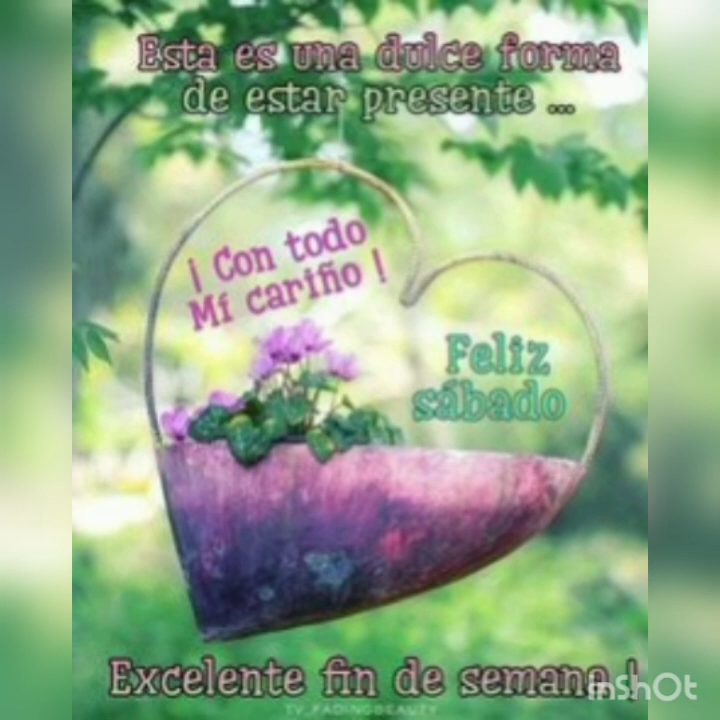 Esta es una dulce forma
de estar presente ...
¡ Con todo
Mi cariño !
Feliz
sábado
Excelente fin de semana !
InShOt
TV_FADINGBEAUTY